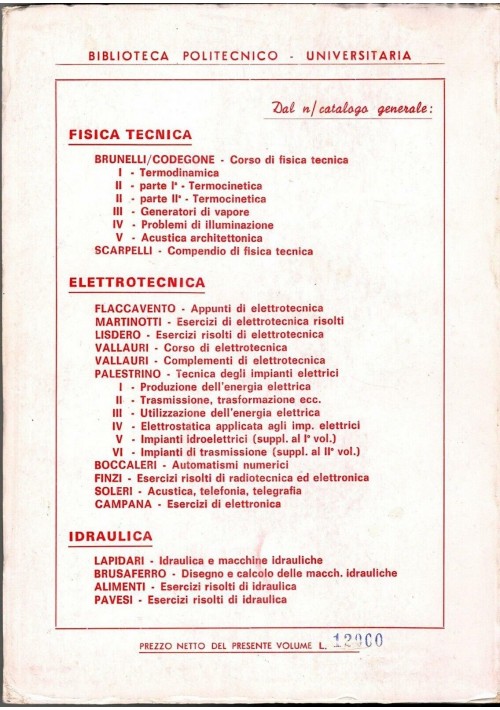 BIBLIOTECA POLITECNICO - UNIVERSITARIA
Dal n/ catalogo generale:
FISICA TECNICA
BRUNELLI/CODEGONE - Corso di fisica tecnica
I - Termodinamica
II - parte Iª - Termocinetica
II - parte IIª - Termocinetica
III - Generatori di vapore
IV - Problemi di illuminazione
V - Acustica architettonica
SCARPELLI - Compendio di fisica tecnica
ELETTROTECNICA
FLACCAVENTO - Appunti di elettrotecnica
MARTINOTTI - Esercizi di elettrotecnica risolti
LISDERO - Esercizi risolti di elettrotecnica
VALLAURI - Corso di elettrotecnica
VALLAURI - Complementi di elettrotecnica
PALESTRINO - Tecnica degli impianti elettrici
I - Produzione dell'energia elettrica
II - Trasmissione, trasformazione ecc.
III - Utilizzazione dell'energia elettrica
IV - Elettrostatica applicata agli imp. elettrici
V - Impianti idroelettrici (suppl. al Iº vol.)
VI - Impianti di trasmissione (suppl. al IIº vol.)
BOCCALERI - Automatismi numerici
FINZI - Esercizi risolti di radiotecnica ed elettronica
SOLERI - Acustica, telefonia, telegrafia
CAMPANA - Esercizi di elettronica
IDRAULICA
LAPIDARI - Idraulica e macchine idrauliche
BRUSAFERRO - Disegno e calcolo delle macch. idrauliche
ALIMENTI - Esercizi risolti di idraulica
PAVESI - Esercizi risolti di idraulica
PREZZO NETTO DEL PRESENTE VOLUME L. 12000